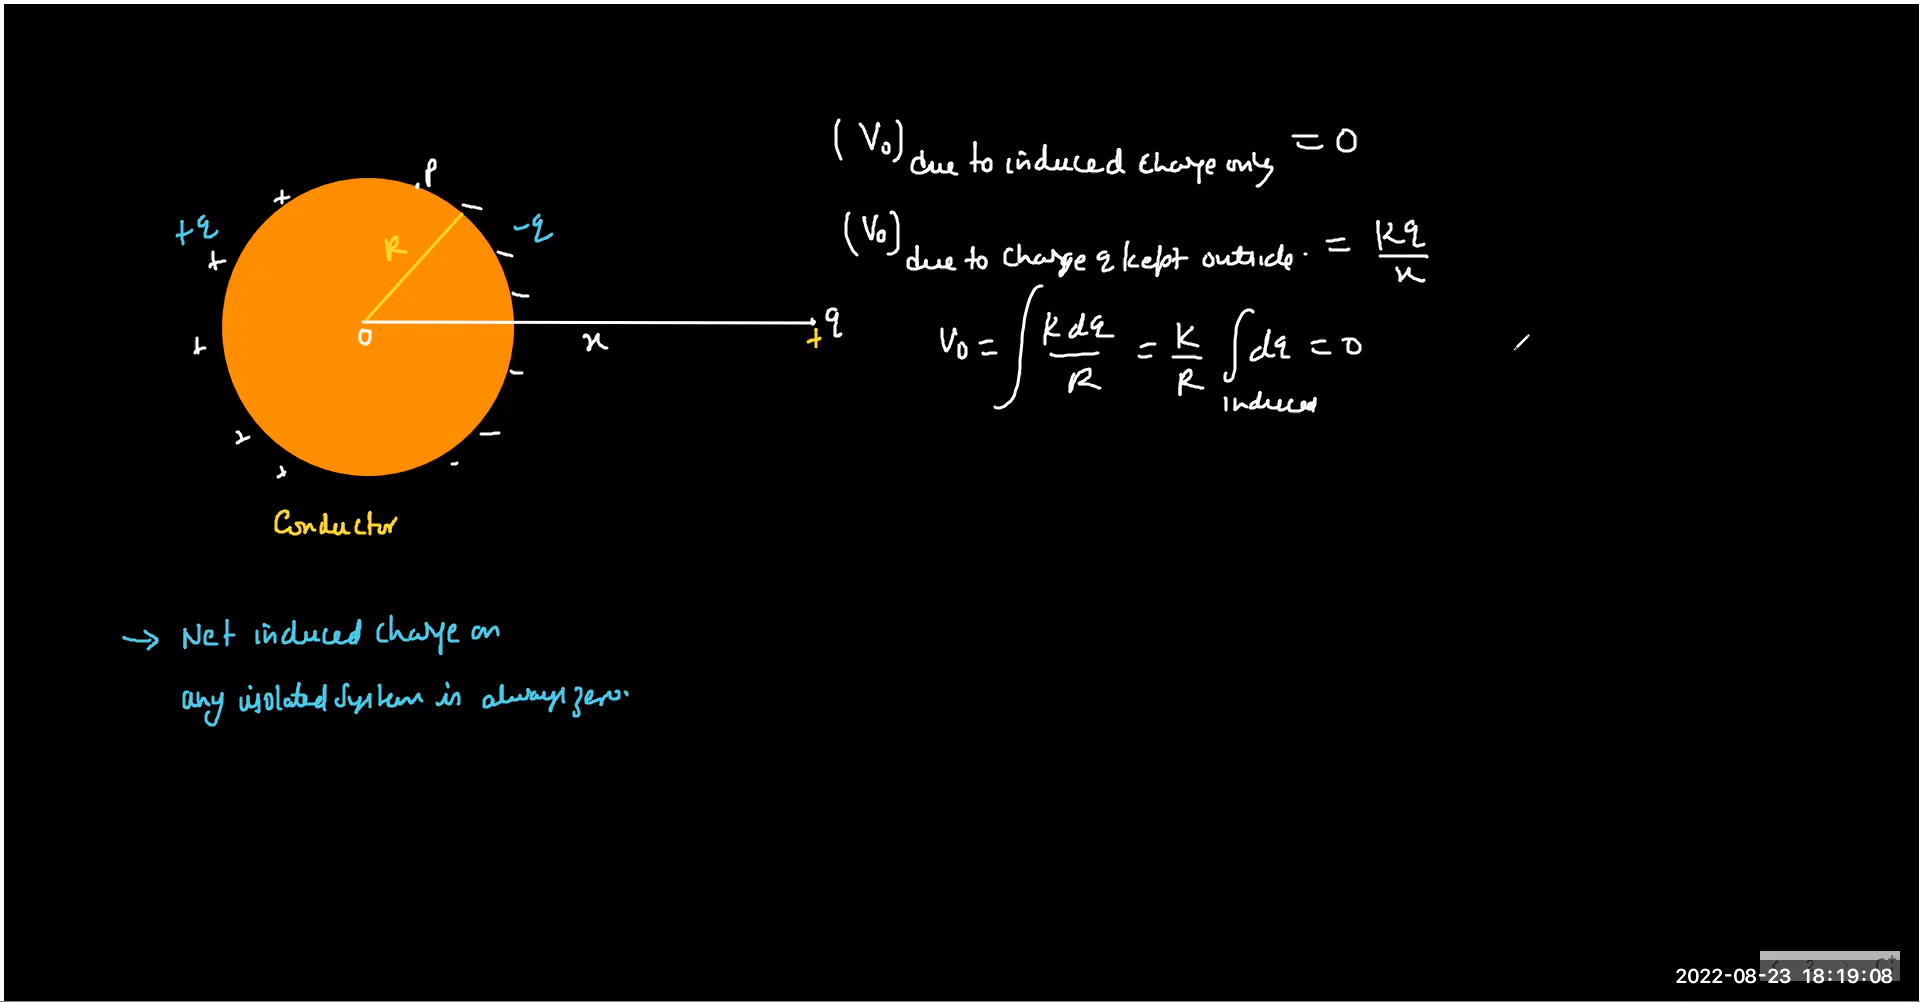 (V₀) due to induced charge only = 0
P
+q
-q
(V₀) due to charge q kept outside. = Kq/x
R
O
x
q
+
V₀ = ∫ K dq / R = K/R ∫ dq = 0
induced
Conductor
→ Net induced charge on
any isolated system is always zero.
2022-08-23 18:19:08